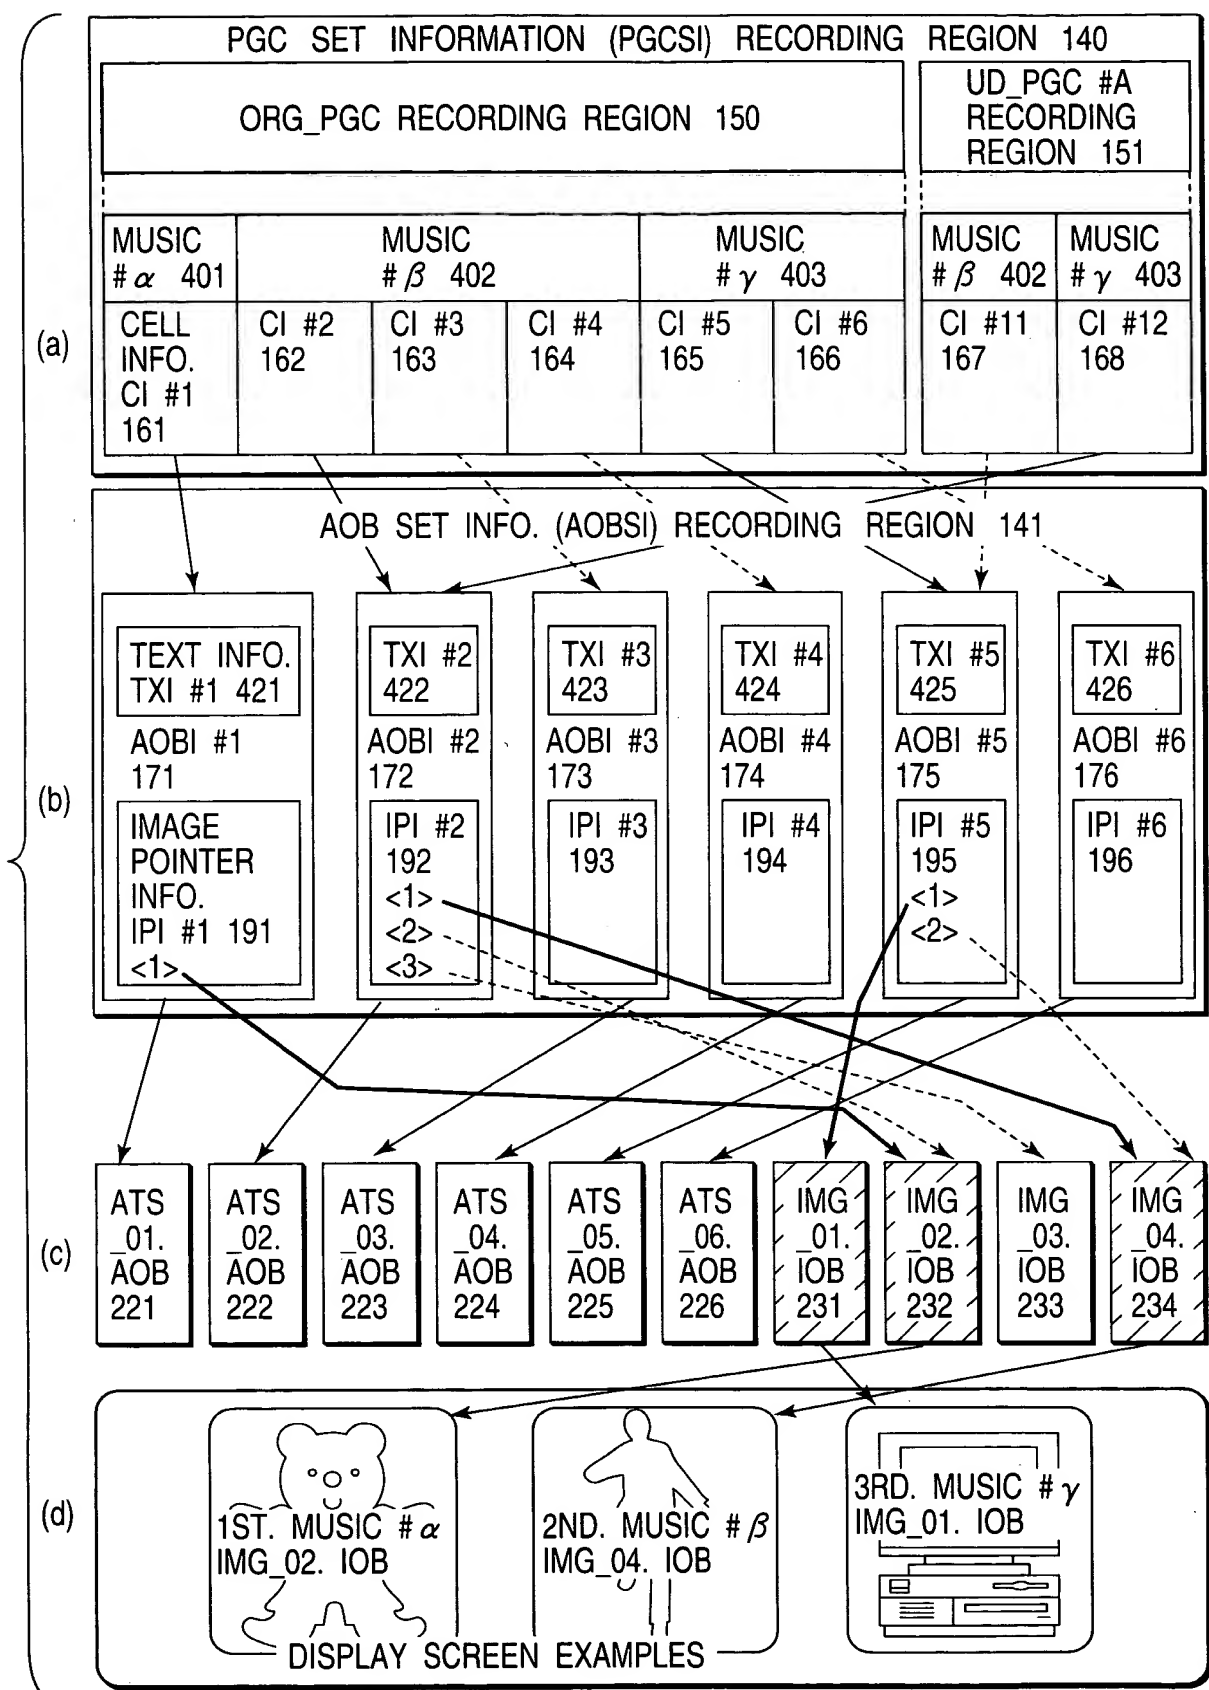 PGC SET INFORMATION (PGCSI) RECORDING REGION 140
ORG_PGC RECORDING REGION 150
UD_PGC #A
RECORDING
REGION 151
MUSIC
# α 401
MUSIC
# β 402
MUSIC
# γ 403
MUSIC
# β 402
MUSIC
# γ 403
(a)
CELL
INFO.
CI #1
161
CI #2
162
CI #3
163
CI #4
164
CI #5
165
CI #6
166
CI #11
167
CI #12
168
AOB SET INFO. (AOBSI) RECORDING REGION 141
(b)
TEXT INFO.
TXI #1 421
AOBI #1
171
IMAGE
POINTER
INFO.
IPI #1 191
<1>
TXI #2
422
AOBI #2
172
IPI #2
192
<1>
<2>
<3>
TXI #3
423
AOBI #3
173
IPI #3
193
TXI #4
424
AOBI #4
174
IPI #4
194
TXI #5
425
AOBI #5
175
IPI #5
195
<1>
<2>
TXI #6
426
AOBI #6
176
IPI #6
196
(c)
ATS
_01.
AOB
221
ATS
_02.
AOB
222
ATS
_03.
AOB
223
ATS
_04.
AOB
224
ATS
_05.
AOB
225
ATS
_06.
AOB
226
IMG
_01.
IOB
231
IMG
_02.
IOB
232
IMG
_03.
IOB
233
IMG
_04.
IOB
234
(d)
1ST. MUSIC # α
IMG_02. IOB
2ND. MUSIC # β
IMG_04. IOB
3RD. MUSIC # γ
IMG_01. IOB
DISPLAY SCREEN EXAMPLES